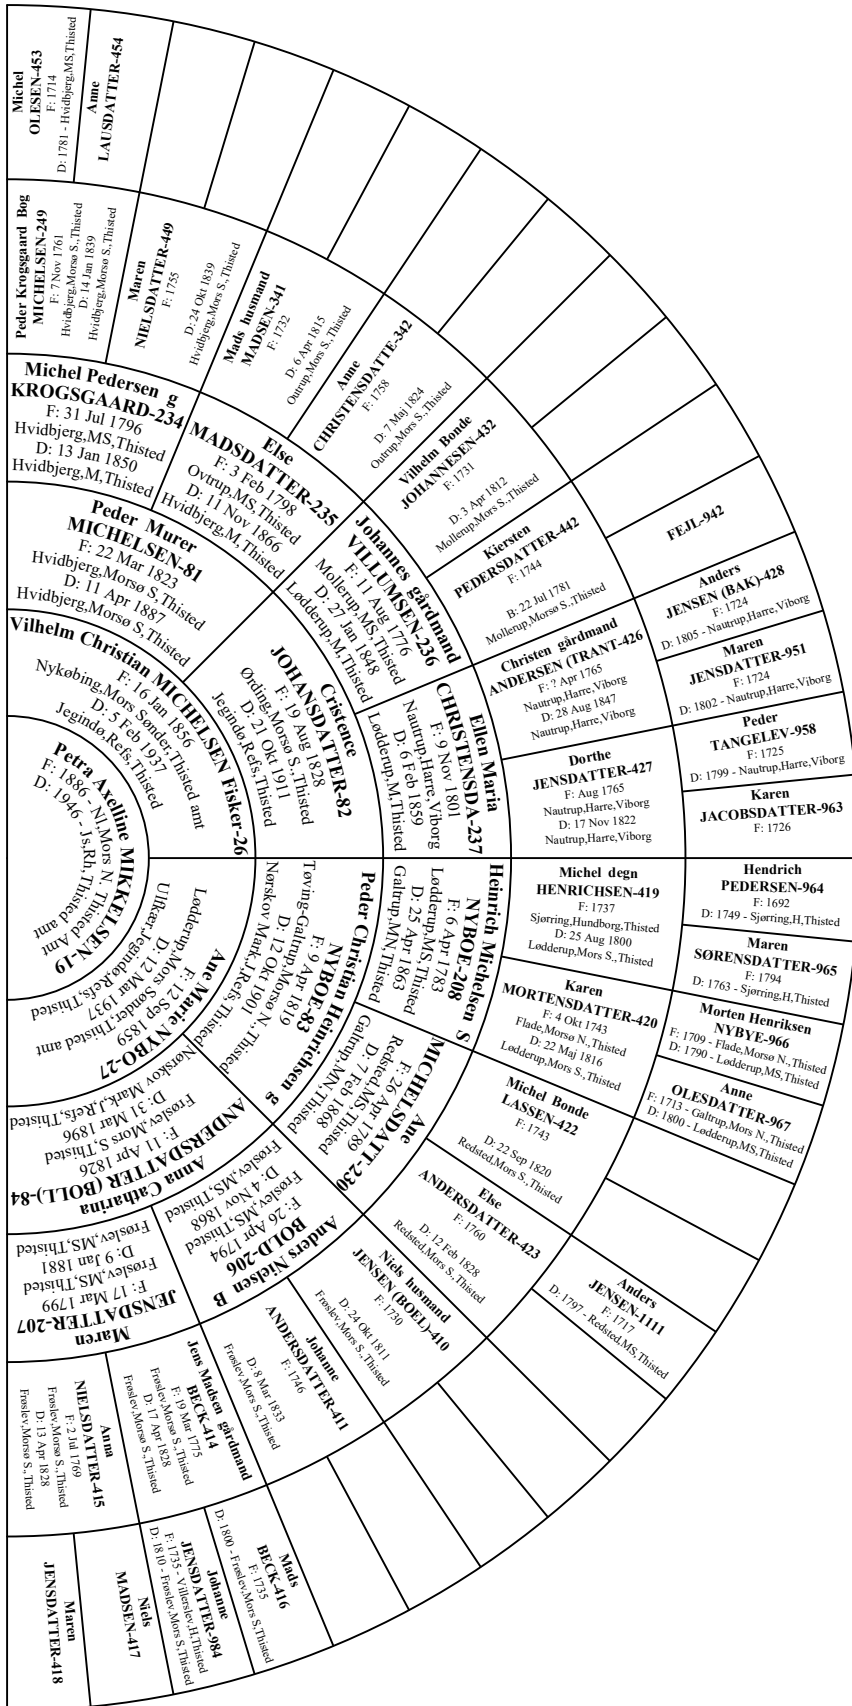 Michel
OLESEN-453
F: 1714
D: 1781 - Hvidbjerg,MS,Thisted
Anne
LAUSDATTER-454
Peder Krogsgaard Bog
MICHELSEN-249
F: 7 Nov 1761
Hvidbjerg,Morsø S.,Thisted
D: 14 Jan 1839
Hvidbjerg,Morsø S.,Thisted
Maren
NIELSDATTER-449
F: 1755
D: 24 Okt 1839
Hvidbjerg,Mors S.,Thisted
Mads husmand
MADSEN-341
F: 1732
D: 6 Apr 1815
Outrup,Mors S.,Thisted
Anne
CHRISTENSDATTE-342
F: 1758
D: 7 Maj 1824
Outrup,Mors S.,Thisted
Vilhelm Bonde
JOHANNESEN-432
F: 1731
D: 3 Apr 1812
Mollerup,Mors S.,Thisted
Kiersten
PEDERSDATTER-442
F: 1744
B: 22 Jul 1781
Mollerup,Morsø S.,Thisted
FEJL-942
Michel Pedersen g
KROGSGAARD-234
F: 31 Jul 1796
Hvidbjerg,MS,Thisted
D: 13 Jan 1850
Hvidbjerg,M,Thisted
Else
MADSDATTER-235
F: 3 Feb 1798
Ovtrup,MS,Thisted
D: 11 Nov 1866
Hvidbjerg,M,Thisted
Johannes gårdmand
VILLUMSEN-236
F: 11 Aug 1776
Mollerup,MS,Thisted
D: 27 Jan 1848
Lødderup,M,Thisted
Ellen Maria
CHRISTENSDA-237
F: 9 Nov 1801
Nautrup,Harre,Viborg
D: 6 Feb 1859
Lødderup,M,Thisted
Christen gårdmand
ANDERSEN (TRANT-426
F: ? Apr 1765
Nautrup,Harre,Viborg
D: 28 Aug 1847
Nautrup,Harre,Viborg
Anders
JENSEN (BAK)-428
F: 1724
D: 1805 - Nautrup,Harre,Viborg
Maren
JENSDATTER-951
F: 1724
D: 1802 - Nautrup,Harre,Viborg
Dorthe
JENSDATTER-427
F: Aug 1765
Nautrup,Harre,Viborg
D: 17 Nov 1822
Nautrup,Harre,Viborg
Peder
TANGELEV-958
F: 1725
D: 1799 - Nautrup,Harre,Viborg
Karen
JACOBSDATTER-963
F: 1726
Peder Murer
MICHELSEN-81
F: 22 Mar 1823
Hvidbjerg,Morsø S,Thisted
D: 11 Apr 1887
Hvidbjerg,Morsø S,Thisted
Cristence
JOHANSDATTER-82
F: 19 Aug 1828
Ørding,Morsø S.,Thisted
D: 21 Okt 1911
Jegindø,Refs,Thisted
Vilhelm Christian MICHELSEN Fisker-26
F: 16 Jan 1856
Nykøbing,Mors Sønder,Thisted amt
D: 5 Feb 1937
Jegindø,Refs,Thisted
Petra Axelline MIKKELSEN-19
F: 1886 - Nl,Mors N. Thisted Amt
D: 1946 - Js,Rh,Thisted amt
Ane Marie NYBO-27
F: 12 Sep 1859
Lødderup,Mors Sønder,Thisted amt
D: 12 Mar 1937
Ulkær,Jegindø,Refs,Thisted
Peder Christian Heinrichsen g
NYBOE-83
F: 9 Apr 1819
Tøving-Galtrup,Morsø N.,Thisted
D: 12 Okt 1901
Nørskov Mark,J,Refs,Thisted
Anna Catharina
ANDERSDATTER (BOLL)-84
F: 11 Apr 1826
Frøslev,Mors S,Thisted
D: 31 Mar 1896
Nørskov Mark,J,Refs,Thisted
Heinrich Michelsen S
NYBOE-208
F: 6 Apr 1783
Lødderup,MS,Thisted
D: 25 Apr 1863
Galtrup,MN,Thisted
Ane
MICHELSDATT-230
F: 26 Apr 1789
Redsted,MS,Thisted
D: 7 Feb 1868
Galtrup,MN,Thisted
Anders Nielsen B
BOLD-206
F: 26 Apr 1794
Frøslev,MS,Thisted
D: 4 Nov 1868
Frøslev,MS,Thisted
Maren
JENSDATTER-207
F: 17 Mar 1799
Frøslev,MS,Thisted
D: 9 Jan 1881
Frøslev,MS,Thisted
Michel degn
HENRICHSEN-419
F: 1737
Sjørring,Hundborg,Thisted
D: 25 Aug 1800
Lødderup,Mors S.,Thisted
Hendrich
PEDERSEN-964
F: 1692
D: 1749 - Sjørring,H,Thisted
Maren
SØRENSDATTER-965
F: 1794
D: 1763 - Sjørring,H,Thisted
Karen
MORTENSDATTER-420
F: 4 Okt 1743
Flade,Morsø N.,Thisted
D: 22 Maj 1816
Lødderup,Mors S.,Thisted
Morten Henriksen
NYBYE-966
F: 1709 - Flade,Morsø N.,Thisted
D: 1790 - Lødderup,MS,Thisted
Anne
OLESDATTER-967
F: 1713 - Galtrup,Mors N.,Thisted
D: 1800 - Lødderup,MS,Thisted
Michel Bonde
LASSEN-422
F: 1743
D: 22 Sep 1820
Redsted,Mors S.,Thisted
Else
ANDERSDATTER-423
F: 1760
D: 12 Feb 1828
Redsted,Mors S.,Thisted
Anders
JENSEN-1111
F: 1717
D: 1797 - Redsted,MS,Thisted
Niels husmand
JENSEN (BOEL)-410
F: 1730
D: 24 Okt 1811
Frøslev,Mors S.,Thisted
Johanne
ANDERSDATTER-411
F: 1746
D: 8 Mar 1833
Frøslev,Mors S.,Thisted
Jens Madsen gårdmand
BECK-414
F: 19 Mar 1775
Frøslev,Morsø S.,Thisted
D: 17 Apr 1828
Frøslev,Morsø S.,Thisted
Anna
NIELSDATTER-415
F: 2 Jul 1769
Frøslev,Morsø S.,Thisted
D: 13 Apr 1828
Frøslev,Morsø S.,Thisted
Mads
BECK-416
F: 1735
D: 1800 - Frøslev,Mors S,Thisted
Johanne
JENSDATTER-984
F: 1735 - Villerslev,H,Thisted
D: 1810 - Frøslev,Mors S,Thisted
Niels
MADSEN-417
Maren
JENSDATTER-418